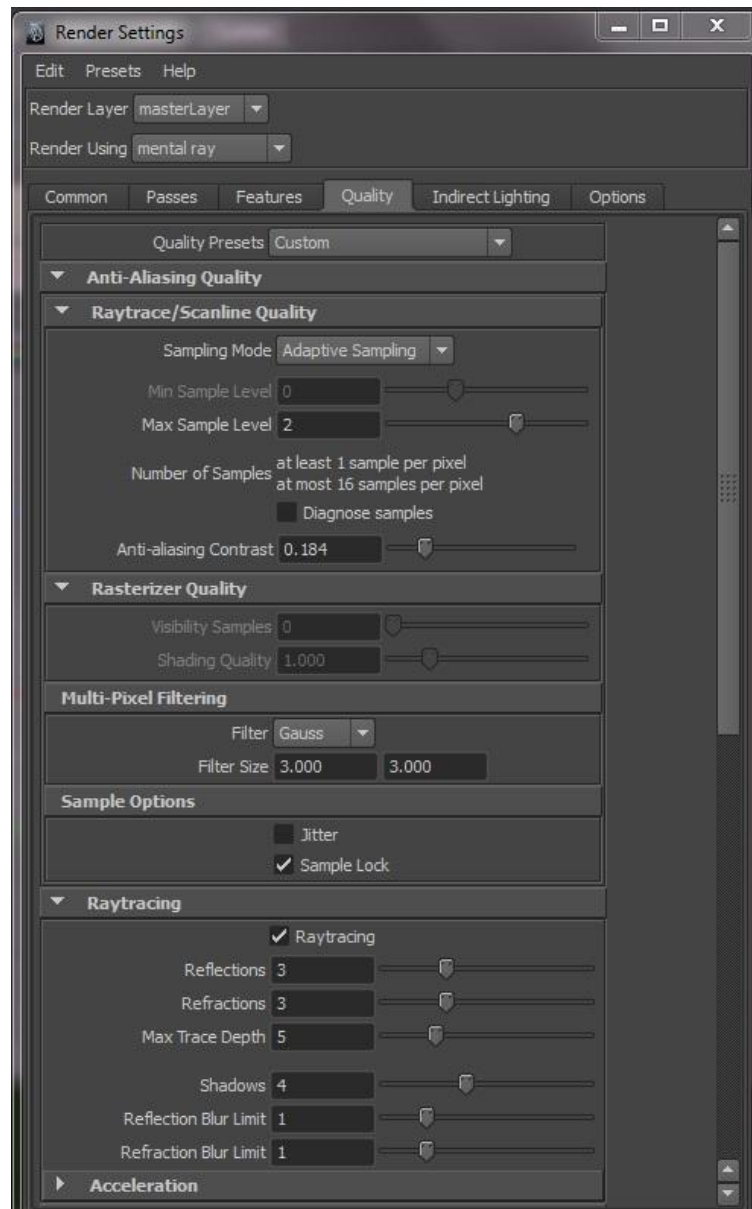 Render Settings
Edit Presets Help
Render Layer masterLayer
Render Using mental ray
Common Passes Features Quality Indirect Lighting Options
Quality Presets Custom
Anti-Aliasing Quality
Raytrace/Scanline Quality
Sampling Mode Adaptive Sampling
Min Sample Level 0
Max Sample Level 2
Number of Samples at least 1 sample per pixel
at most 16 samples per pixel
Diagnose samples
Anti-aliasing Contrast 0.184
Rasterizer Quality
Visibility Samples 0
Shading Quality 1.000
Multi-Pixel Filtering
Filter Gauss
Filter Size 3.000 3.000
Sample Options
Jitter
Sample Lock
Raytracing
Raytracing
Reflections 3
Refractions 3
Max Trace Depth 5
Shadows 4
Reflection Blur Limit 1
Refraction Blur Limit 1
Acceleration